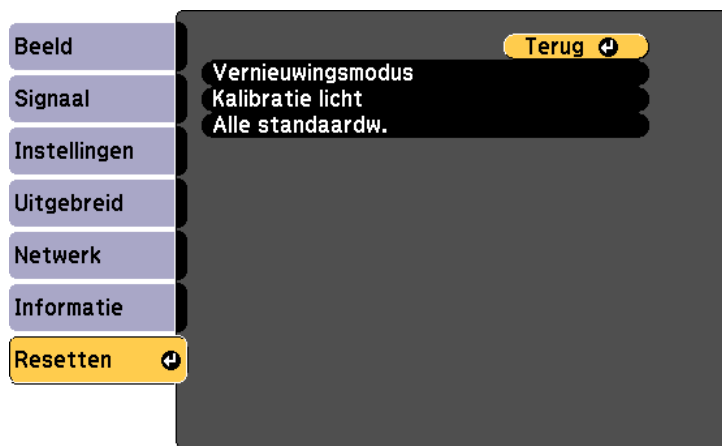 Beeld
Signaal
Instellingen
Uitgebreid
Netwerk
Informatie
Resetten
Terug
Vernieuwingsmodus
Kalibratie licht
Alle standaardw.